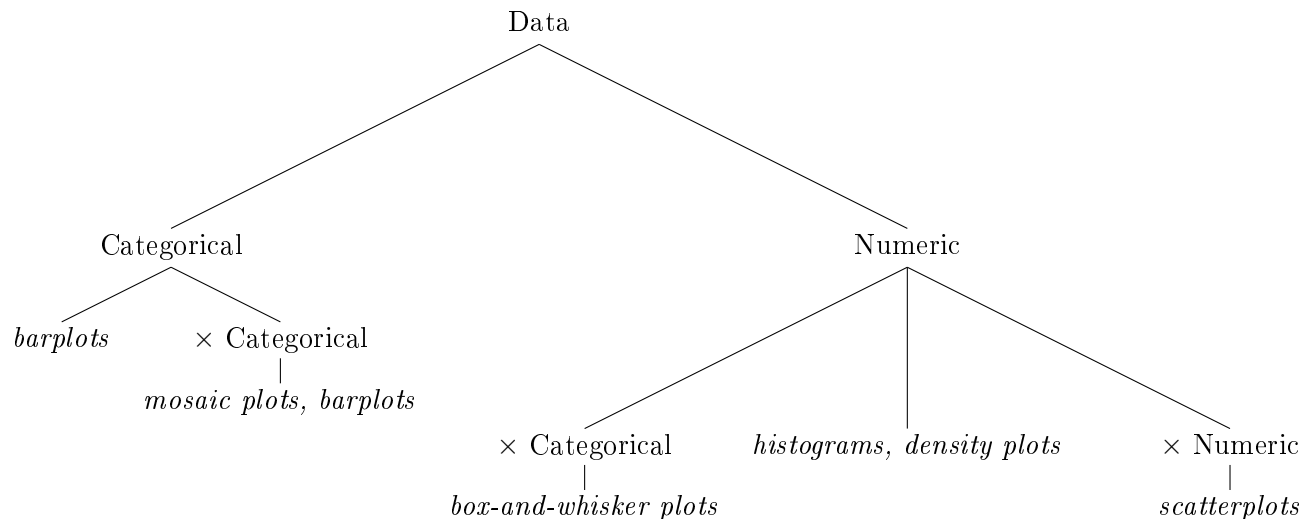 Data
Categorical
Numeric
barplots
× Categorical
mosaic plots, barplots
× Categorical
histograms, density plots
× Numeric
box-and-whisker plots
scatterplots